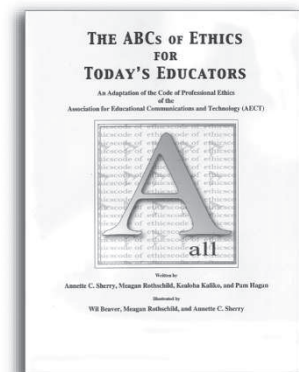 THE ABCS OF ETHICS
FOR
TODAY'S EDUCATORS
An Adaptation of the Code of Professional Ethics
of the
Association for Educational Communications and Technology (AECT)
A
all
Written by
Annette C. Sherry, Meagan Rothschild, Kealoha Kaliko, and Pam Hagan
Illustrated by
Wil Beaver, Meagan Rothschild, and Annette C. Sherry